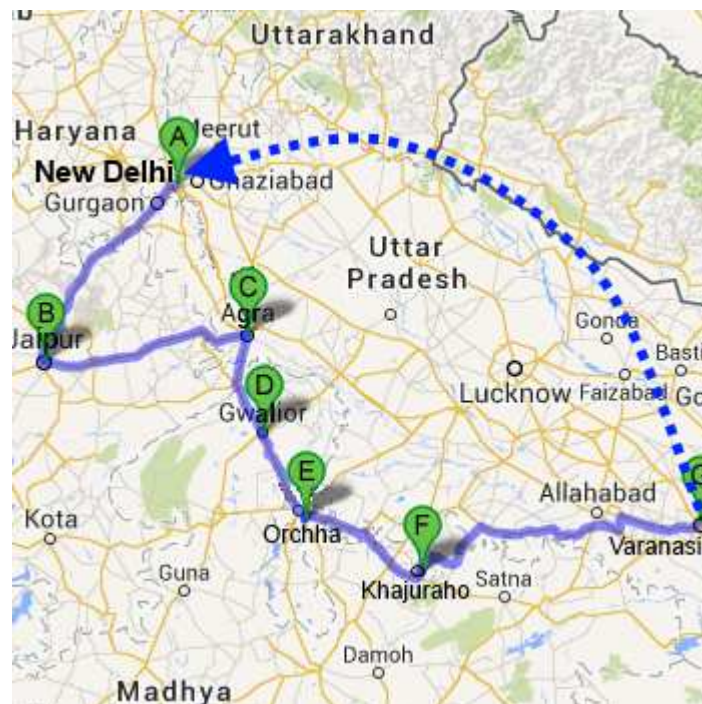 Uttarakhand
Haryana
A
Meerut
New Delhi
Ghaziabad
Gurgaon
Uttar
Pradesh
C
B
Agra
Jaipur
Gonda
Basti
Lucknow
Faizabad
Go
D
Gwalior
E
G
Allahabad
Kota
Orchha
F
Varanasi
Guna
Khajuraho
Satna
Damoh
Madhya